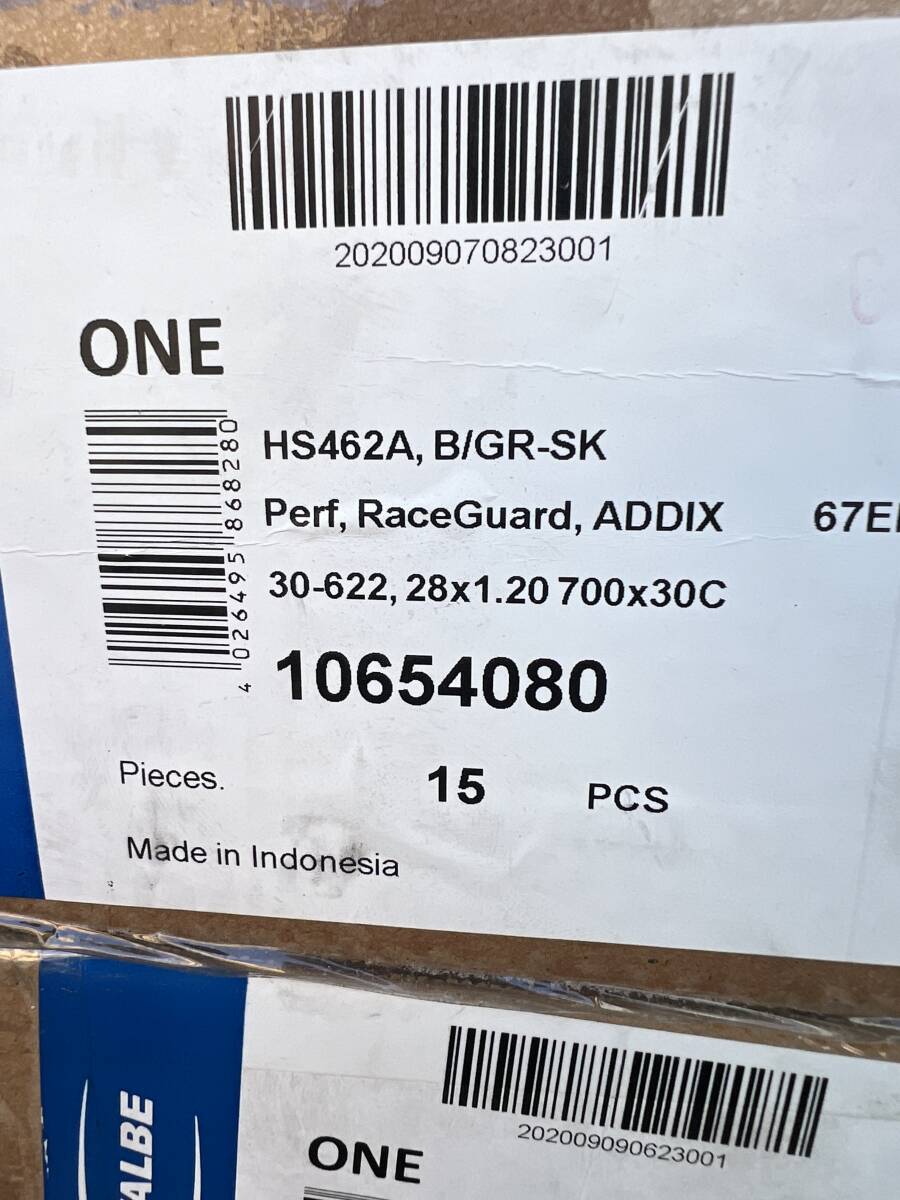 202009070823001
ONE
4 026495 868280
HS462A, B/GR-SK
Perf, RaceGuard, ADDIX
30-622, 28x1.20 700x30C
10654080
Pieces. 15 PCS
Made in Indonesia
ALBE
ONE
202009090623001